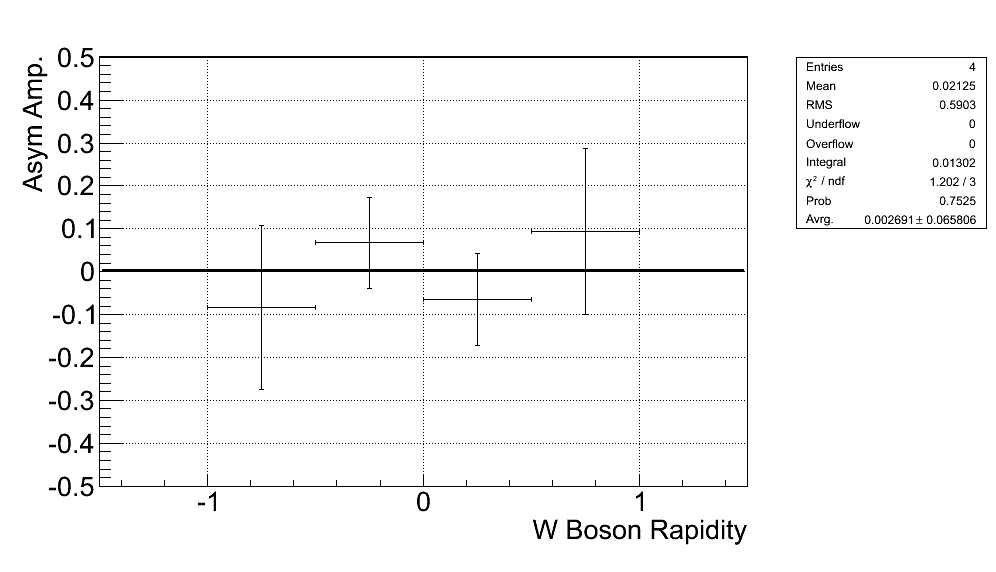 Asym Amp.
0.5
0.4
0.3
0.2
0.1
0
-0.1
-0.2
-0.3
-0.4
-0.5
-1 0 1
W Boson Rapidity
Entries 4
Mean 0.02125
RMS 0.5903
Underflow 0
Overflow 0
Integral 0.01302
χ² / ndf 1.202 / 3
Prob 0.7525
Avrg. 0.002691 ± 0.065806